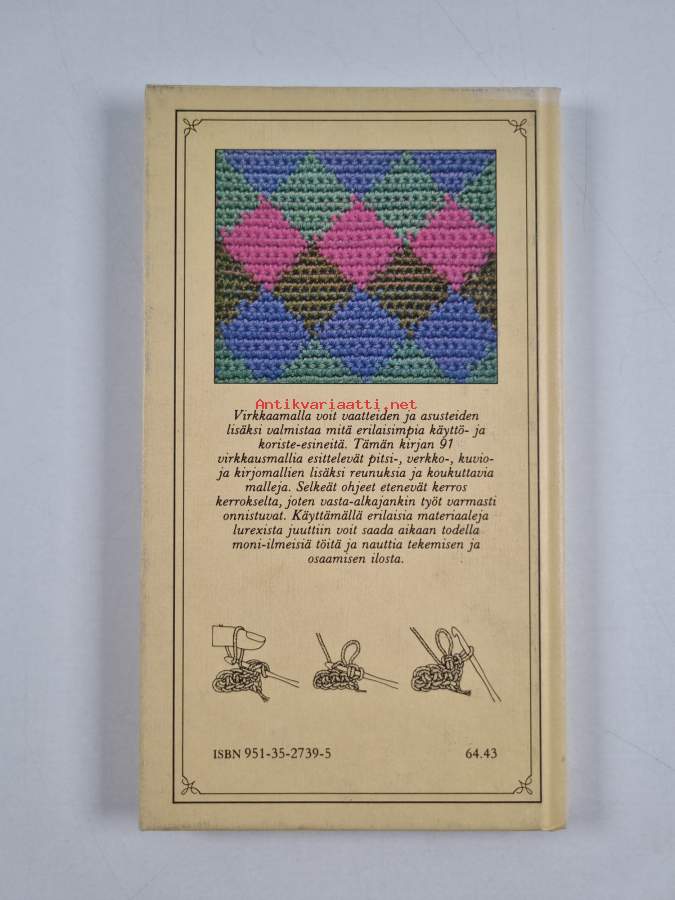 Antikvariaatti.net
Virkkaamalla voit vaatteiden ja asusteiden
lisäksi valmistaa mitä erilaisimpia käyttö- ja
koriste-esineitä. Tämän kirjan 91
virkkausmallia esittelevät pitsi-, verkko-, kuvio-
ja kirjomallien lisäksi reunuksia ja koukuttavia
malleja. Selkeät ohjeet etenevät kerros
kerrokselta, joten vasta-alkajankin työt varmasti
onnistuvat. Käyttämällä erilaisia materiaaleja
lurexista juuttiin voit saada aikaan todella
moni-ilmeisiä töitä ja nauttia tekemisen ja
osaamisen ilosta.
ISBN 951-35-2739-5 64.43